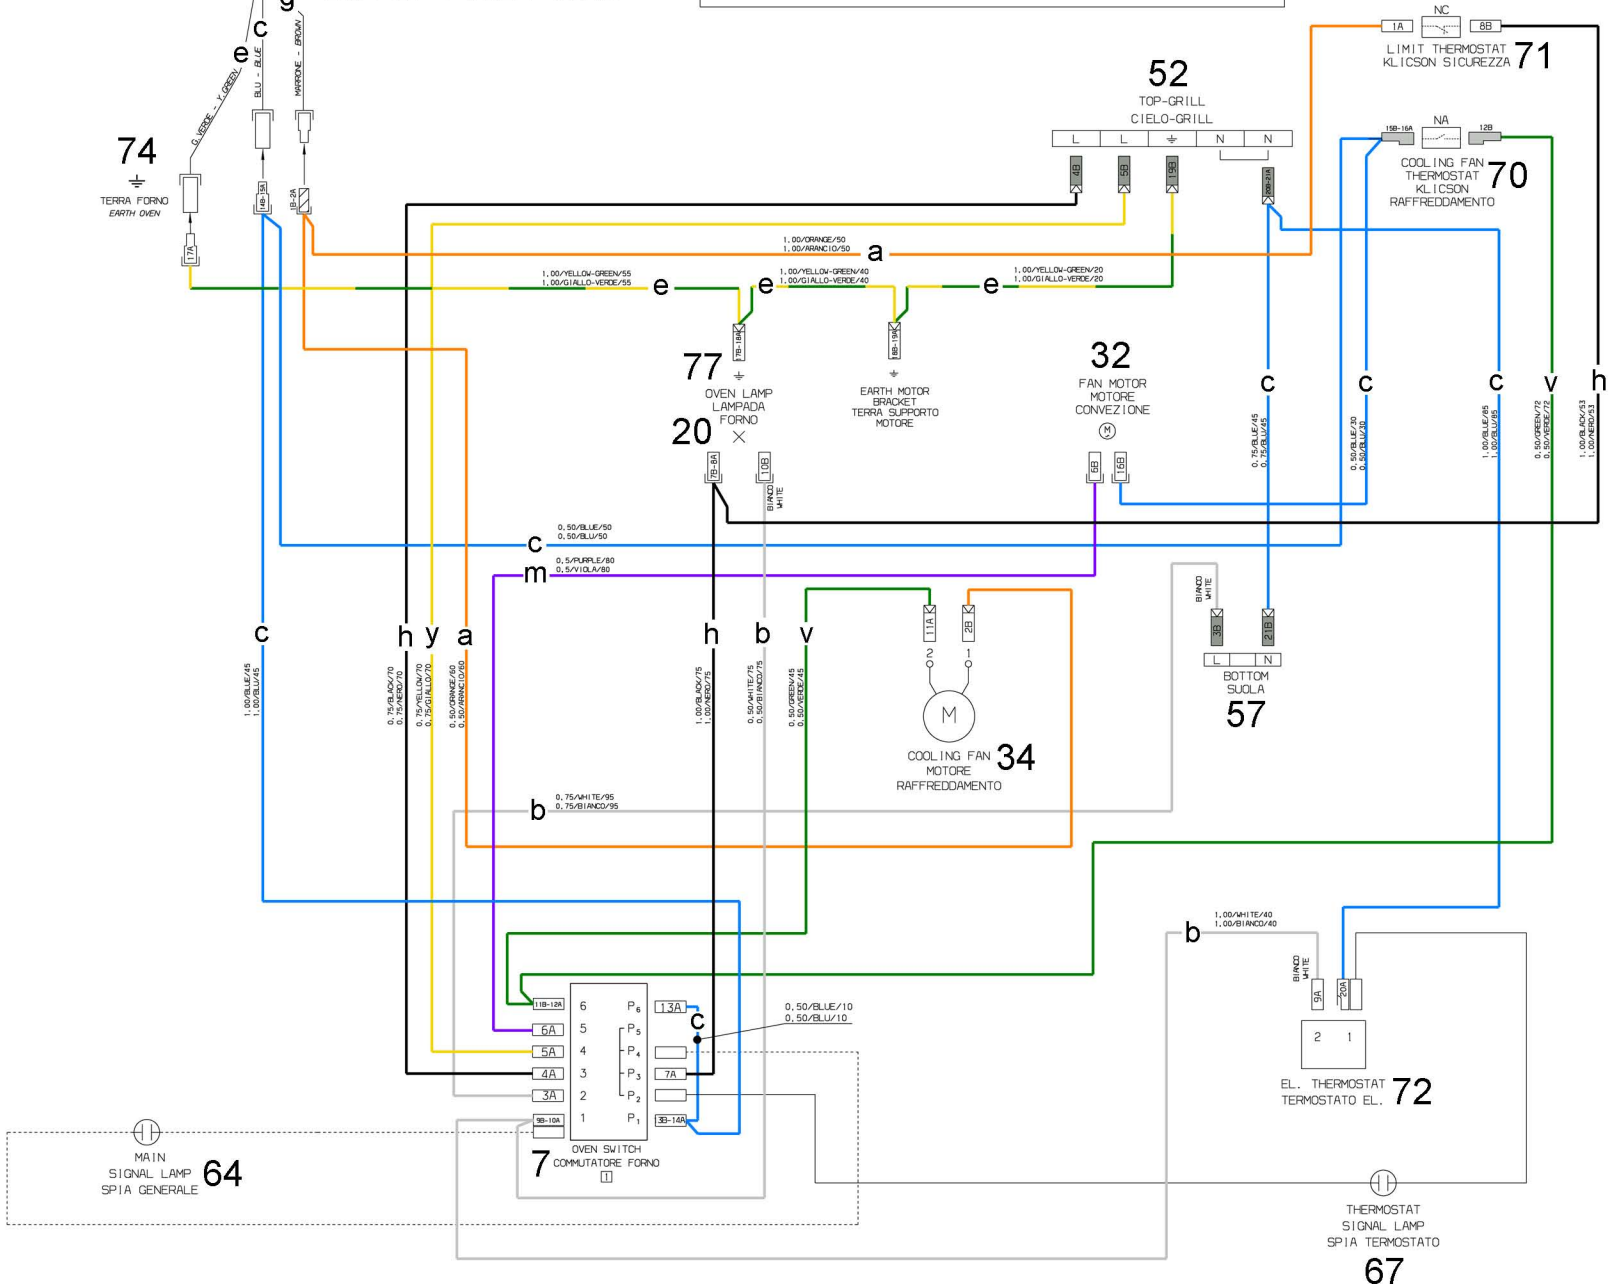 g
c
e
G.VERDE - Y.GREEN
BLU - BLUE
MARRONE - BROWN
NC
1A
8B
LIMIT THERMOSTAT
KLICSON SICUREZZA
71
52
TOP-GRILL
CIELO-GRILL
L
L
N
N
4B
5B
19B
20B-21A
NA
15B-16A
12B
COOLING FAN
THERMOSTAT
KLICSON
RAFFREDDAMENTO
70
74
TERRA FORNO
EARTH OVEN
17A
14B-15A
1B-2A
1,00/ORANGE/50
1,00/ARANCIO/50
a
1,00/YELLOW-GREEN/55
1,00/GIALLO-VERDE/55
e
e
1,00/YELLOW-GREEN/40
1,00/GIALLO-VERDE/40
e
1,00/YELLOW-GREEN/20
1,00/GIALLO-VERDE/20
17B-18A
18B-19A
77
OVEN LAMP
LAMPADA
FORNO
20
EARTH MOTOR
BRACKET
TERRA SUPPORTO
MOTORE
32
FAN MOTOR
MOTORE
CONVEZIONE
M
7B-8A
10B
BIANCO
WHITE
6B
16B
c
0,75/BLUE/45
0,75/BLU/45
c
0,50/BLUE/30
0,50/BLU/30
c
1,00/BLUE/85
1,00/BLU/85
v
0,50/GREEN/72
0,50/VERDE/72
h
1,00/BLACK/53
1,00/NERO/53
c
0,50/BLUE/50
0,50/BLU/50
m
0,5/PURPLE/80
0,5/VIOLA/80
c
1,00/BLUE/45
1,00/BLU/45
h
0,75/BLACK/70
0,75/NERO/70
y
0,75/YELLOW/70
0,75/GIALLO/70
a
0,50/ORANGE/60
0,50/ARANCIO/60
h
1,00/BLACK/75
1,00/NERO/75
b
0,50/WHITE/75
0,50/BIANCO/75
v
0,50/GREEN/45
0,50/VERDE/45
11A
2B
2
1
M
COOLING FAN
MOTORE
RAFFREDDAMENTO
34
BIANCO
WHITE
3B
21B
L
N
BOTTOM
SUOLA
57
b
0,75/WHITE/95
0,75/BIANCO/95
b
1,00/WHITE/40
1,00/BIANCO/40
BIANCO
WHITE
9A
20A
2
1
EL. THERMOSTAT
TERMOSTATO EL.
72
11B-12A
6
P6
13A
c
0,50/BLUE/10
0,50/BLU/10
6A
5
P5
5A
4
P4
4A
3
P3
7A
3A
2
P2
9B-10A
1
P1
13B-14A
7
OVEN SWITCH
COMMUTATORE FORNO
1
MAIN
SIGNAL LAMP
SPIA GENERALE
64
THERMOSTAT
SIGNAL LAMP
SPIA TERMOSTATO
67